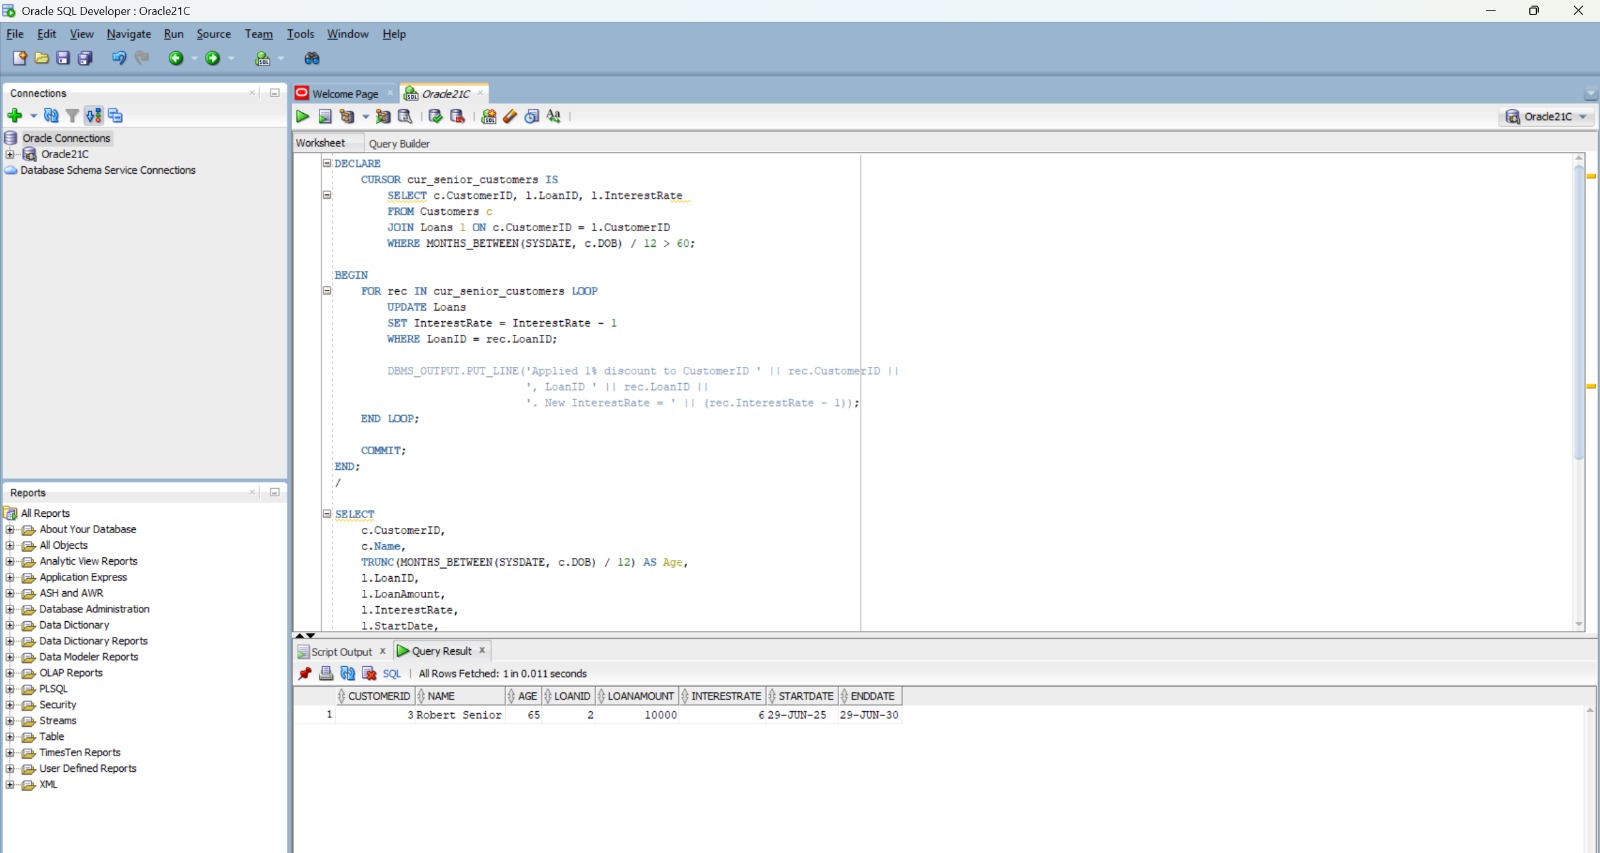 Oracle SQL Developer : Oracle21C
File Edit View Navigate Run Source Team Tools Window Help
Connections
Oracle Connections
Oracle21C
Database Schema Service Connections
Reports
All Reports
About Your Database
All Objects
Analytic View Reports
Application Express
ASH and AWR
Database Administration
Data Dictionary
Data Dictionary Reports
Data Modeler Reports
OLAP Reports
PLSQL
Security
Streams
Table
TimesTen Reports
User Defined Reports
XML
Welcome Page Oracle21C
Oracle21C
Worksheet Query Builder
DECLARE
CURSOR cur_senior_customers IS
SELECT c.CustomerID, l.LoanID, l.InterestRate
FROM Customers c
JOIN Loans l ON c.CustomerID = l.CustomerID
WHERE MONTHS_BETWEEN(SYSDATE, c.DOB) / 12 > 60;
BEGIN
FOR rec IN cur_senior_customers LOOP
UPDATE Loans
SET InterestRate = InterestRate - 1
WHERE LoanID = rec.LoanID;
DBMS_OUTPUT.PUT_LINE('Applied 1% discount to CustomerID ' || rec.CustomerID ||
', LoanID ' || rec.LoanID ||
'. New InterestRate = ' || (rec.InterestRate - 1));
END LOOP;
COMMIT;
END;
/
SELECT
c.CustomerID,
c.Name,
TRUNC(MONTHS_BETWEEN(SYSDATE, c.DOB) / 12) AS Age,
l.LoanID,
l.LoanAmount,
l.InterestRate,
l.StartDate,
Script Output Query Result
SQL | All Rows Fetched: 1 in 0.011 seconds
CUSTOMERID NAME AGE LOANID LOANAMOUNT INTERESTRATE STARTDATE ENDDATE
1 3 Robert Senior 65 2 10000 6 29-JUN-25 29-JUN-30